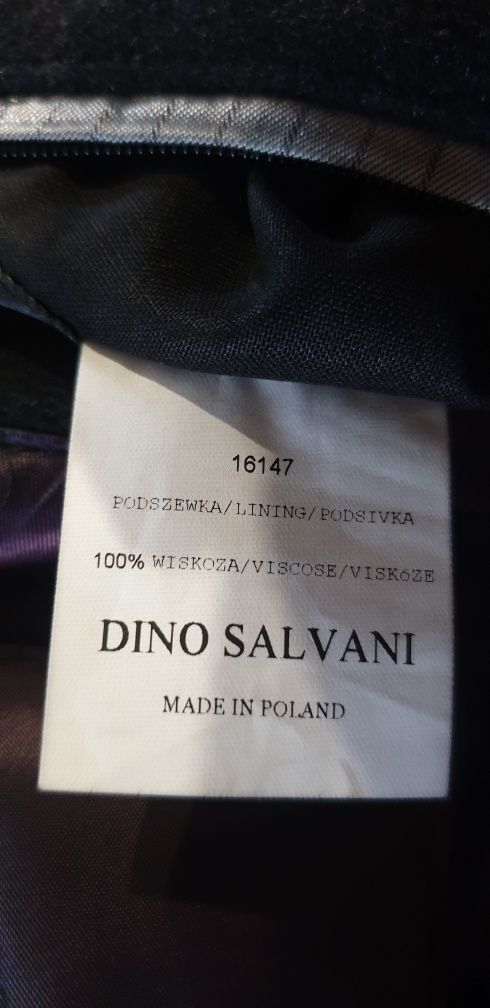 16147
PODSZEWKA/LINING/PODSIVKA
100% WISKOZA/VISCOSE/VISKóZE
DINO SALVANI
MADE IN POLAND